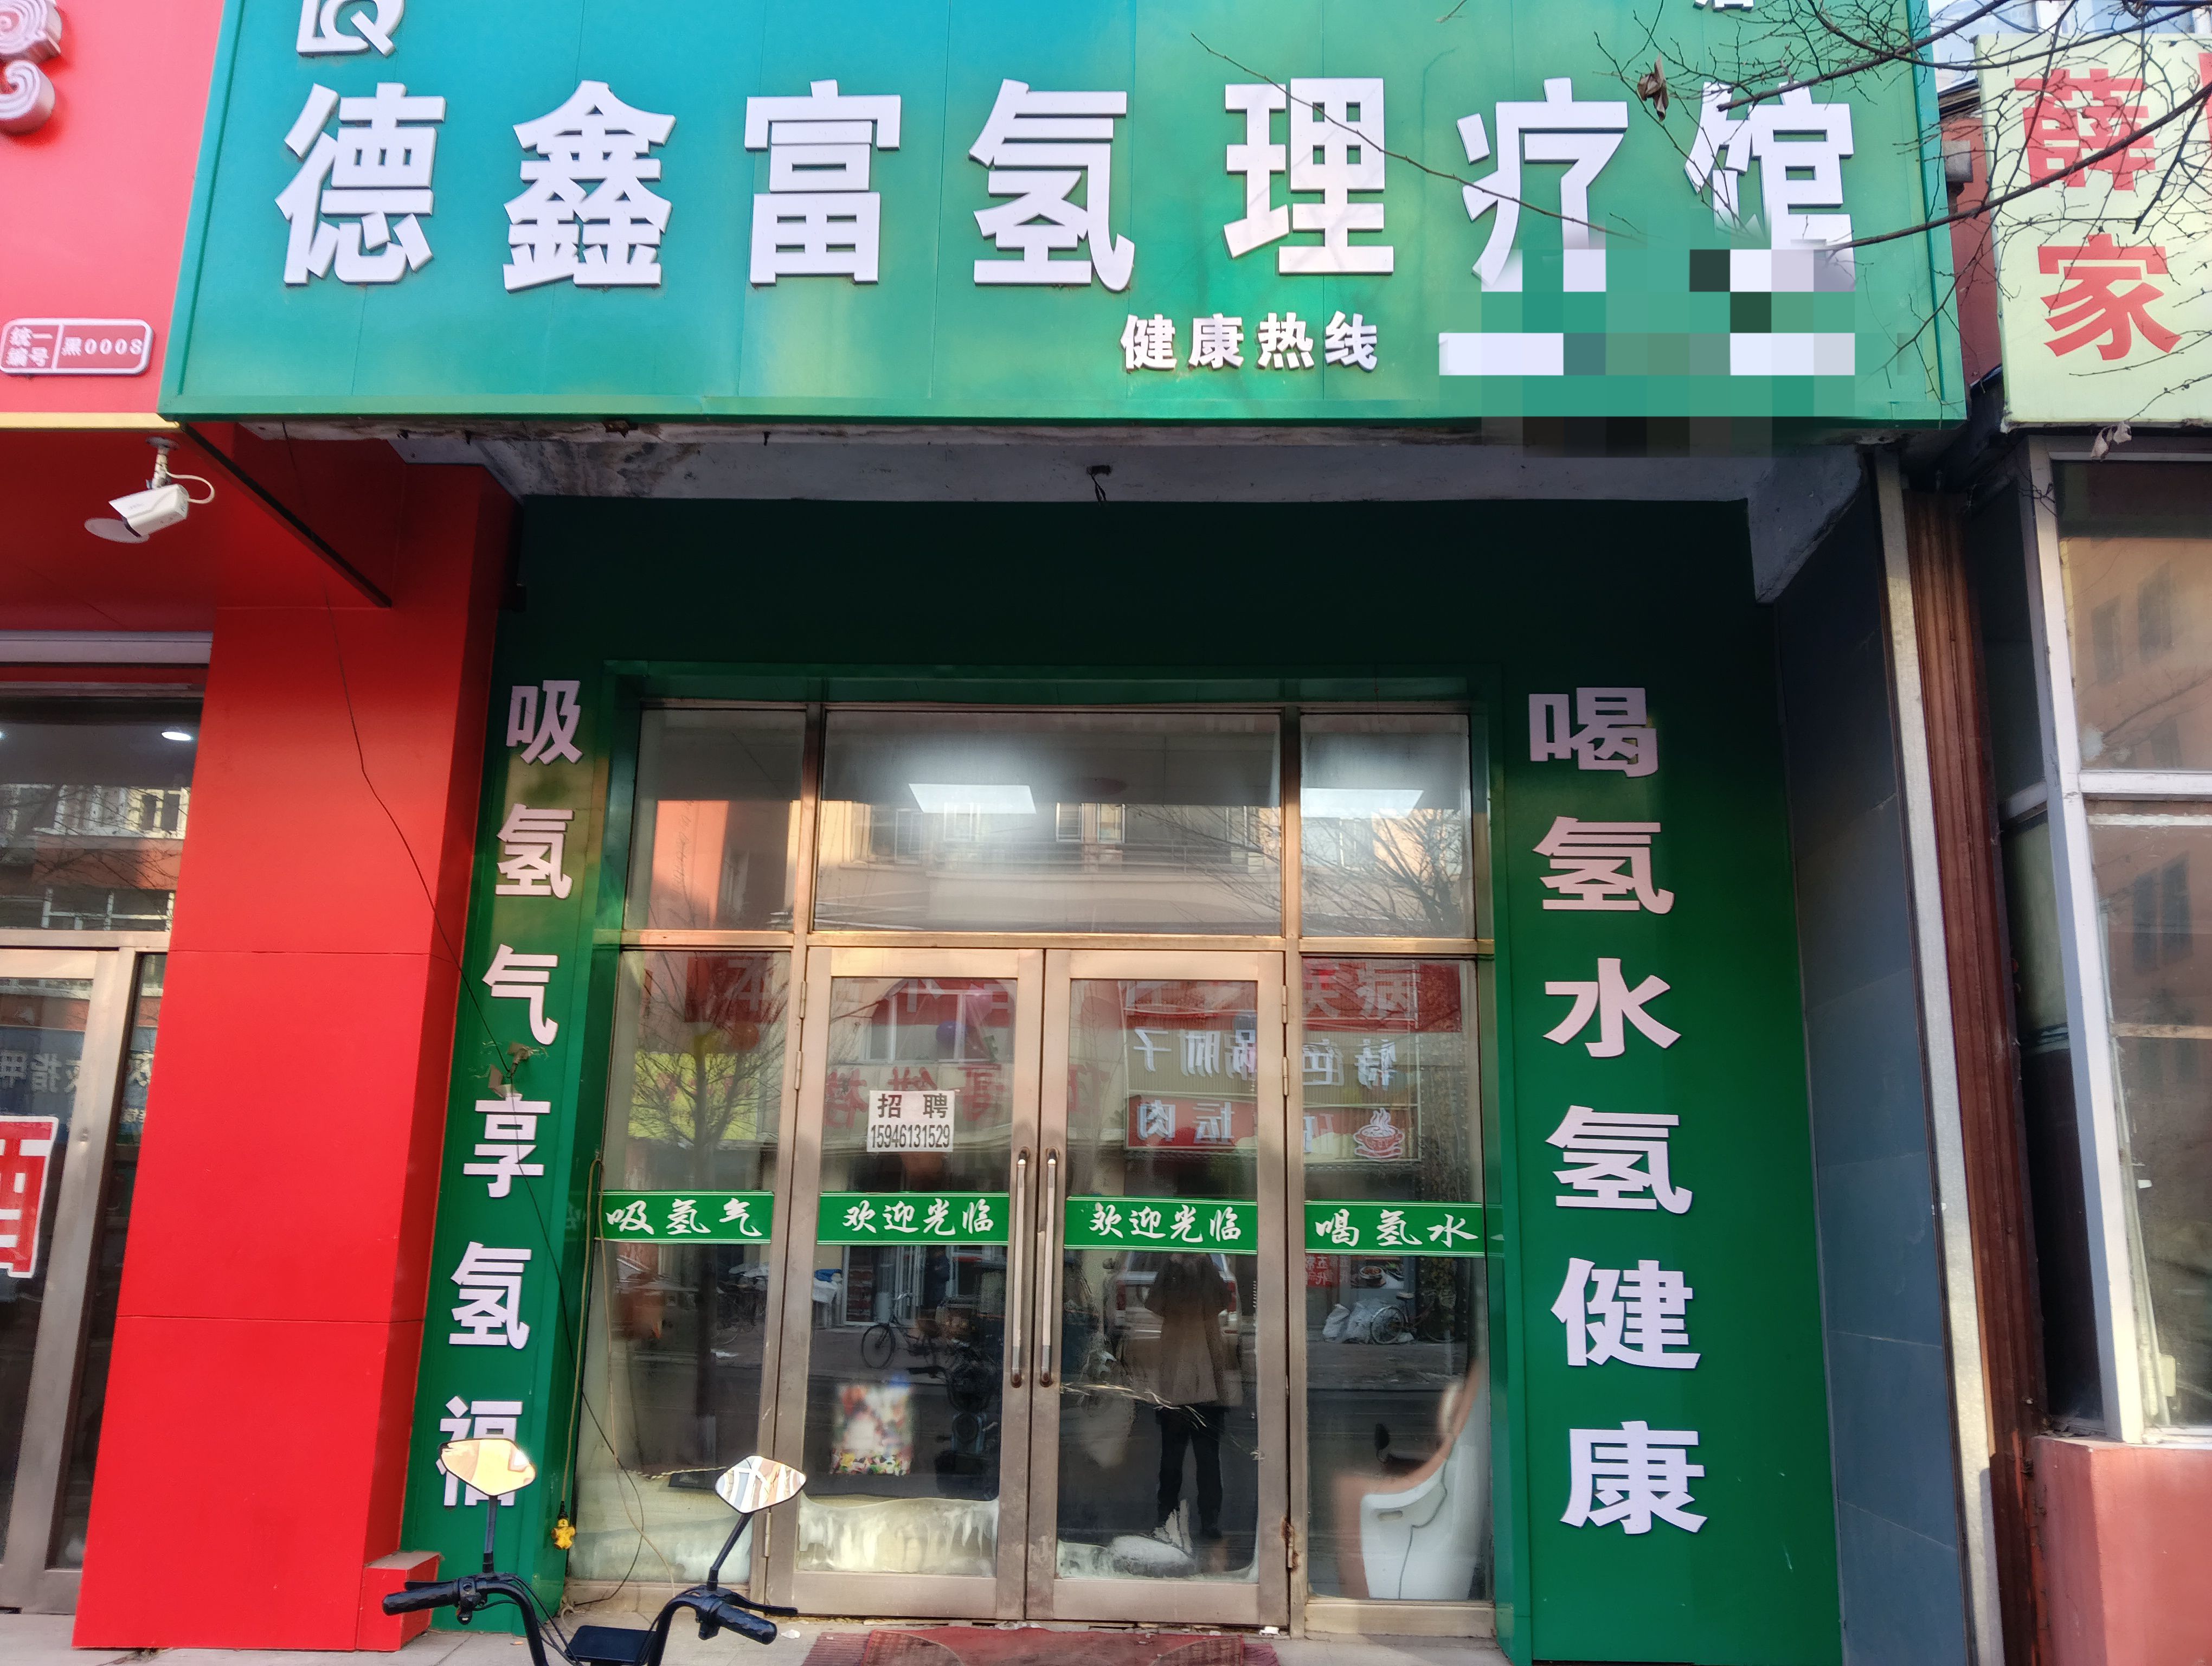 德鑫富氢理疗馆
健康热线
统一编号 黑0008
薛家
吸氢气享氢福
喝氢水氢健康
招聘
15946131529
吸氢气
欢迎光临
欢迎光临
喝氢水